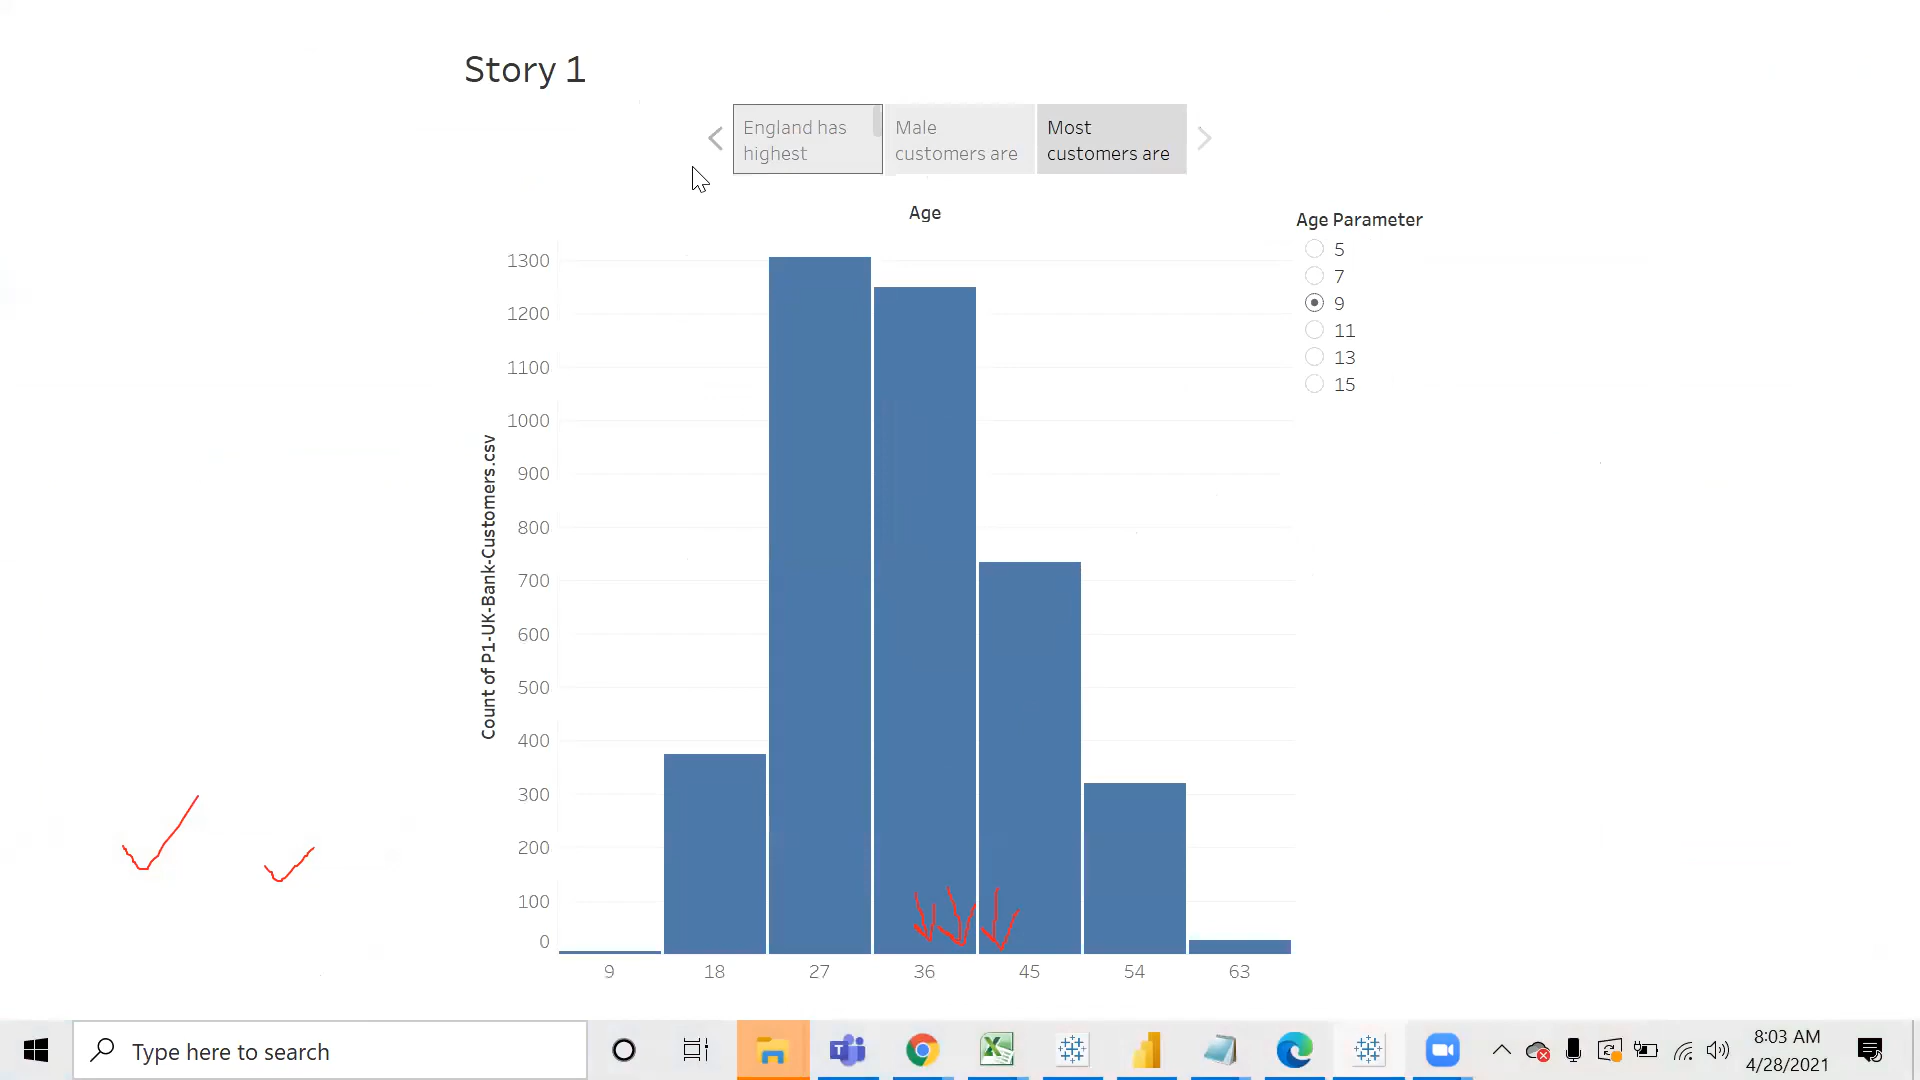 Story 1
England has
highest
Male
customers are
Most
customers are
Age
Age Parameter
5
7
9
11
13
15
Count of P1-UK-Bank-Customers.csv
1300
1200
1100
1000
900
800
700
600
500
400
300
200
100
0
9 18 27 36 45 54 63
Type here to search
8:03 AM
4/28/2021